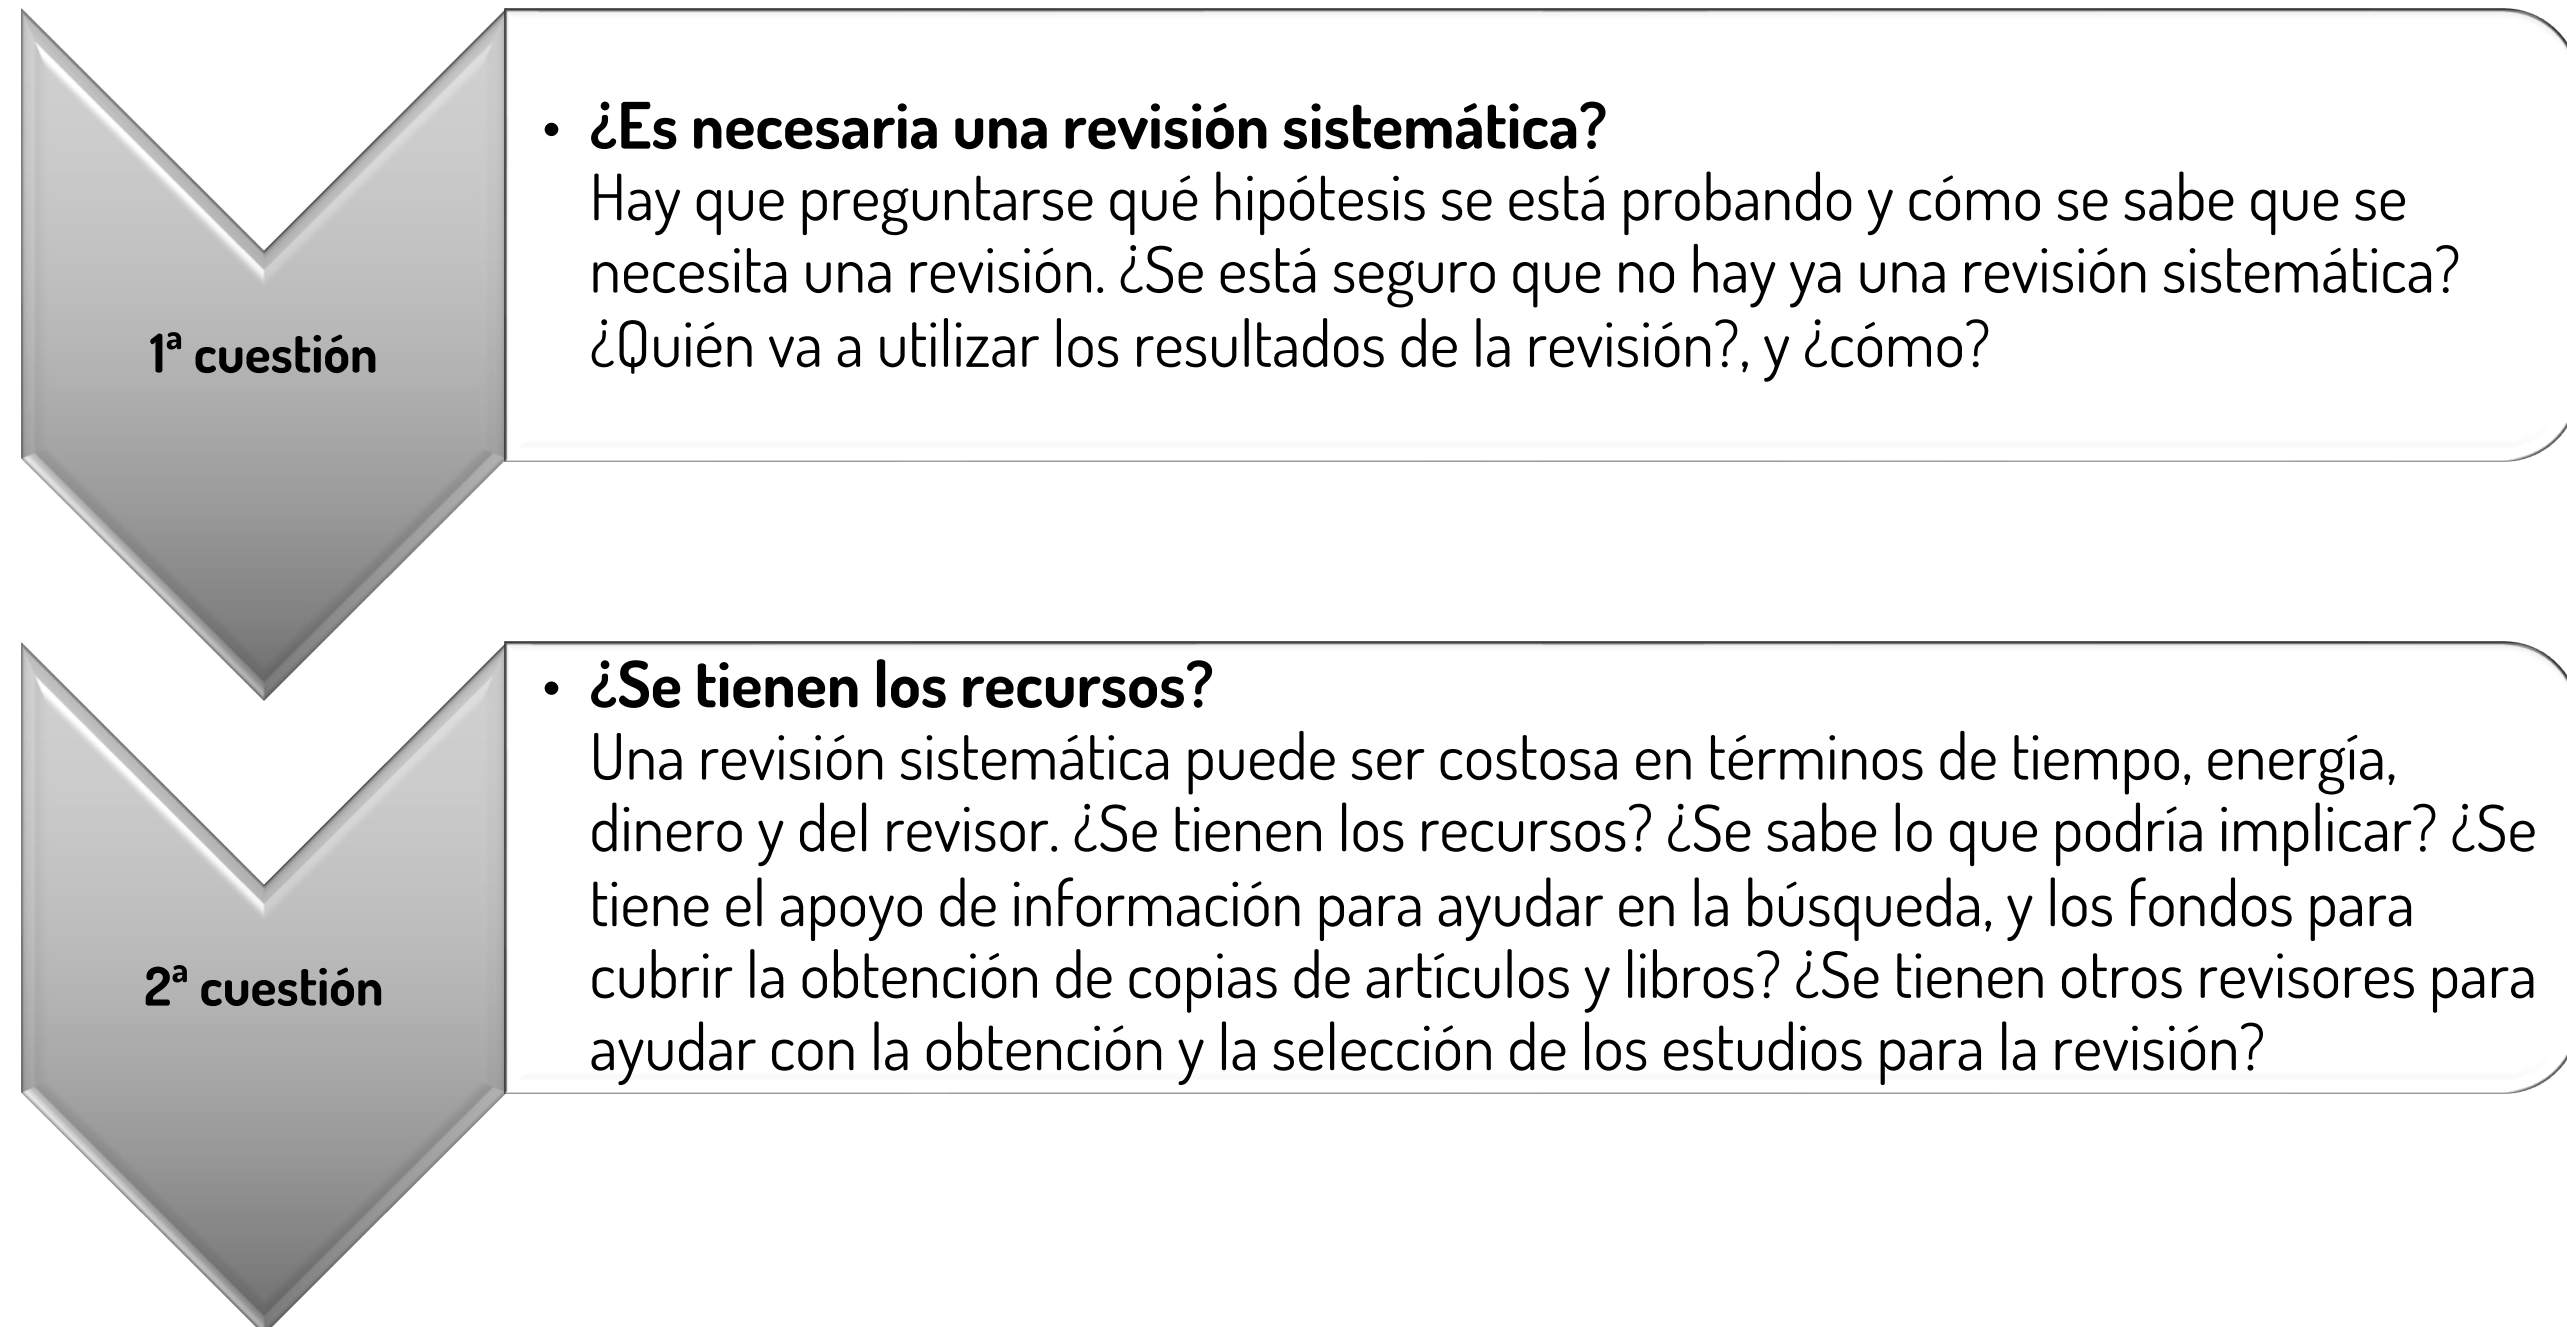 1ª cuestión
• ¿Es necesaria una revisión sistemática?
Hay que preguntarse qué hipótesis se está probando y cómo se sabe que se
necesita una revisión. ¿Se está seguro que no hay ya una revisión sistemática?
¿Quién va a utilizar los resultados de la revisión?, y ¿cómo?
2ª cuestión
• ¿Se tienen los recursos?
Una revisión sistemática puede ser costosa en términos de tiempo, energía,
dinero y del revisor. ¿Se tienen los recursos? ¿Se sabe lo que podría implicar? ¿Se
tiene el apoyo de información para ayudar en la búsqueda, y los fondos para
cubrir la obtención de copias de artículos y libros? ¿Se tienen otros revisores para
ayudar con la obtención y la selección de los estudios para la revisión?